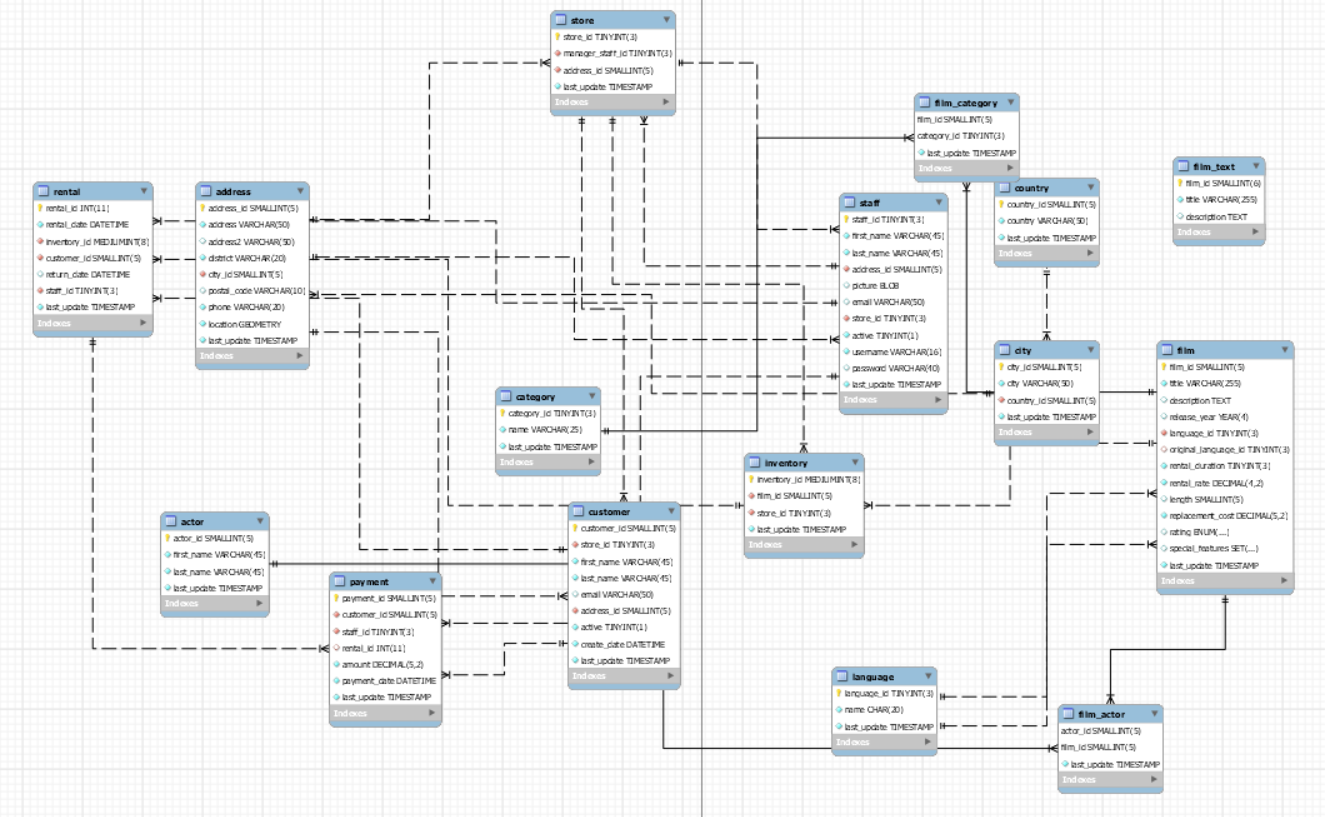 store
store_id TINYINT(3)
manager_staff_id TINYINT(3)
address_id SMALLINT(5)
last_update TIMESTAMP
Indexes
film_category
film_id SMALLINT(5)
category_id TINYINT(3)
last_update TIMESTAMP
Indexes
film_text
film_id SMALLINT(6)
title VARCHAR(255)
description TEXT
Indexes
rental
rental_id INT(11)
rental_date DATETIME
inventory_id MEDIUMINT(8)
customer_id SMALLINT(5)
return_date DATETIME
staff_id TINYINT(3)
last_update TIMESTAMP
Indexes
address
address_id SMALLINT(5)
address VARCHAR(50)
address2 VARCHAR(50)
district VARCHAR(20)
city_id SMALLINT(5)
postal_code VARCHAR(10)
phone VARCHAR(20)
location GEOMETRY
last_update TIMESTAMP
Indexes
staff
staff_id TINYINT(3)
first_name VARCHAR(45)
last_name VARCHAR(45)
address_id SMALLINT(5)
picture BLOB
email VARCHAR(50)
store_id TINYINT(3)
active TINYINT(1)
username VARCHAR(16)
password VARCHAR(40)
last_update TIMESTAMP
Indexes
country
country_id SMALLINT(5)
country VARCHAR(50)
last_update TIMESTAMP
Indexes
city
city_id SMALLINT(5)
city VARCHAR(50)
country_id SMALLINT(5)
last_update TIMESTAMP
Indexes
film
film_id SMALLINT(5)
title VARCHAR(255)
description TEXT
release_year YEAR(4)
language_id TINYINT(3)
original_language_id TINYINT(3)
rental_duration TINYINT(3)
rental_rate DECIMAL(4,2)
length SMALLINT(5)
replacement_cost DECIMAL(5,2)
rating ENUM(...)
special_features SET(...)
last_update TIMESTAMP
Indexes
category
category_id TINYINT(3)
name VARCHAR(25)
last_update TIMESTAMP
Indexes
inventory
inventory_id MEDIUMINT(8)
film_id SMALLINT(5)
store_id TINYINT(3)
last_update TIMESTAMP
Indexes
actor
actor_id SMALLINT(5)
first_name VARCHAR(45)
last_name VARCHAR(45)
last_update TIMESTAMP
Indexes
customer
customer_id SMALLINT(5)
store_id TINYINT(3)
first_name VARCHAR(45)
last_name VARCHAR(45)
email VARCHAR(50)
address_id SMALLINT(5)
active TINYINT(1)
create_date DATETIME
last_update TIMESTAMP
Indexes
payment
payment_id SMALLINT(5)
customer_id SMALLINT(5)
staff_id TINYINT(3)
rental_id INT(11)
amount DECIMAL(5,2)
payment_date DATETIME
last_update TIMESTAMP
Indexes
language
language_id TINYINT(3)
name CHAR(20)
last_update TIMESTAMP
Indexes
film_actor
actor_id SMALLINT(5)
film_id SMALLINT(5)
last_update TIMESTAMP
Indexes